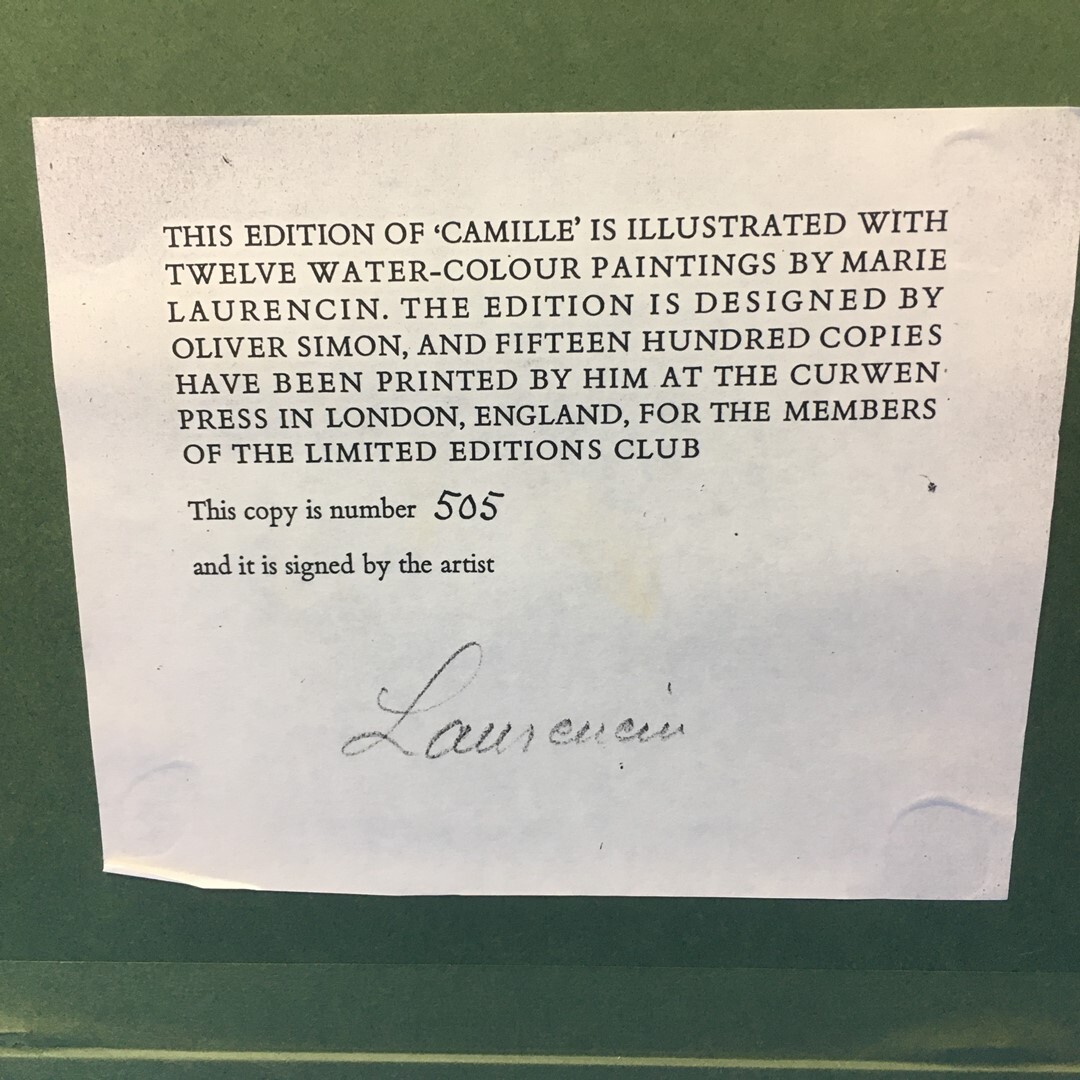 THIS EDITION OF ‘CAMILLE’ IS ILLUSTRATED WITH
TWELVE WATER-COLOUR PAINTINGS BY MARIE
LAURENCIN. THE EDITION IS DESIGNED BY
OLIVER SIMON, AND FIFTEEN HUNDRED COPIES
HAVE BEEN PRINTED BY HIM AT THE CURWEN
PRESS IN LONDON, ENGLAND, FOR THE MEMBERS
OF THE LIMITED EDITIONS CLUB
This copy is number 505
and it is signed by the artist
Laurencin